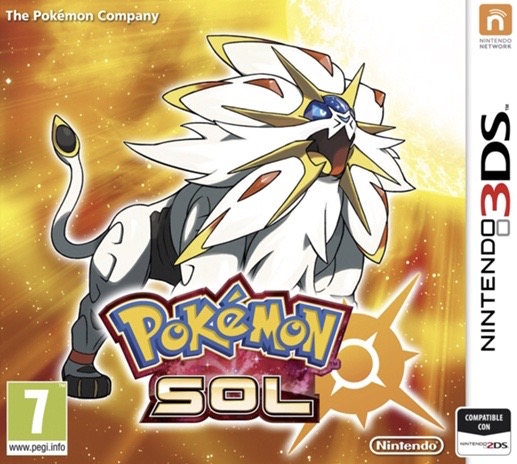 The Pokémon Company
NINTENDO
NETWORK
NINTENDO 3DS
POKéMON
SOL
7
www.pegi.info
Nintendo
COMPATIBLE
CON
NINTENDO 2DS